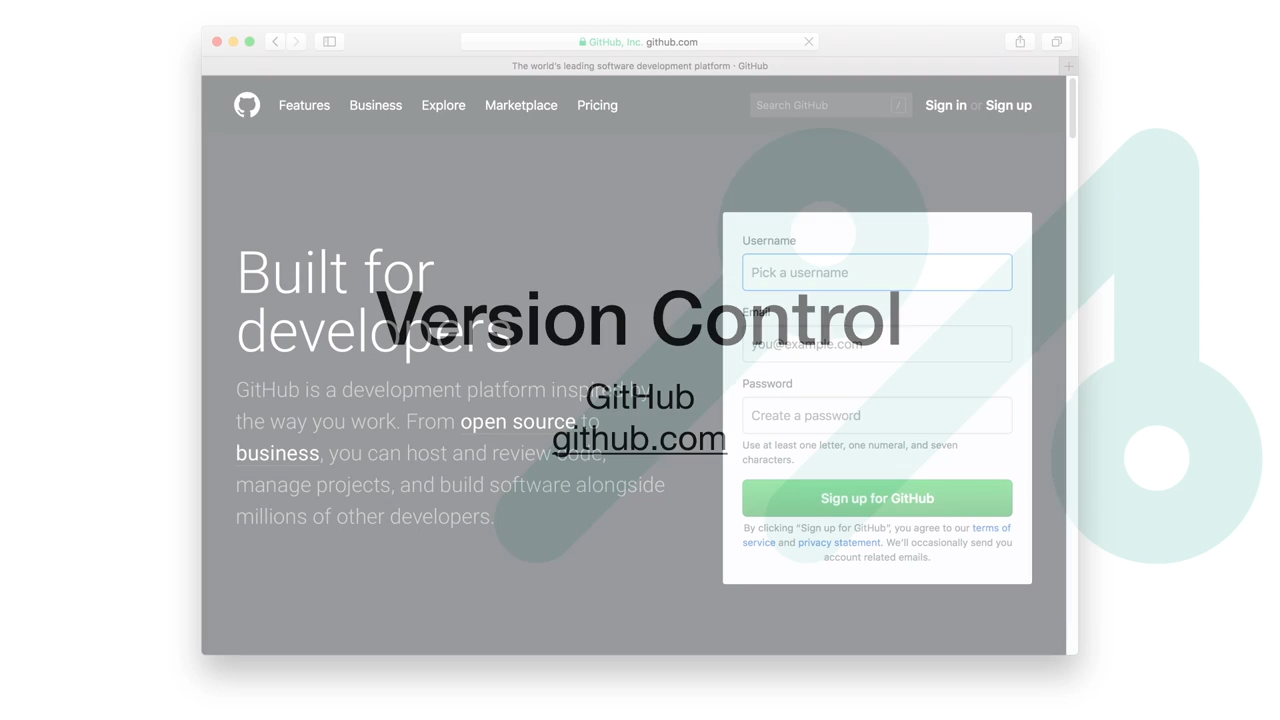 GitHub, Inc. github.com
The world's leading software development platform · GitHub
Features Business Explore Marketplace Pricing
Search GitHub /
Sign in or Sign up
Built for
developers
GitHub is a development platform inspired by
the way you work. From open source to
business, you can host and review code,
manage projects, and build software alongside
millions of other developers.
Version Control
GitHub
github.com
Username
Pick a username
Email
you@example.com
Password
Create a password
Use at least one letter, one numeral, and seven
characters.
Sign up for GitHub
By clicking “Sign up for GitHub”, you agree to our terms of
service and privacy statement. We’ll occasionally send you
account related emails.